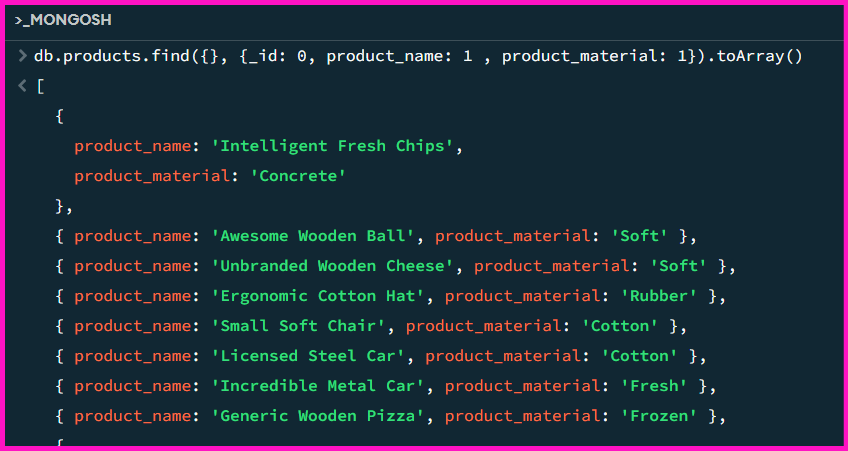 >_MONGOSH
> db.products.find({}, {_id: 0, product_name: 1 , product_material: 1}).toArray()
< [
{
product_name: 'Intelligent Fresh Chips',
product_material: 'Concrete'
},
{ product_name: 'Awesome Wooden Ball', product_material: 'Soft' },
{ product_name: 'Unbranded Wooden Cheese', product_material: 'Soft' },
{ product_name: 'Ergonomic Cotton Hat', product_material: 'Rubber' },
{ product_name: 'Small Soft Chair', product_material: 'Cotton' },
{ product_name: 'Licensed Steel Car', product_material: 'Cotton' },
{ product_name: 'Incredible Metal Car', product_material: 'Fresh' },
{ product_name: 'Generic Wooden Pizza', product_material: 'Frozen' },
{